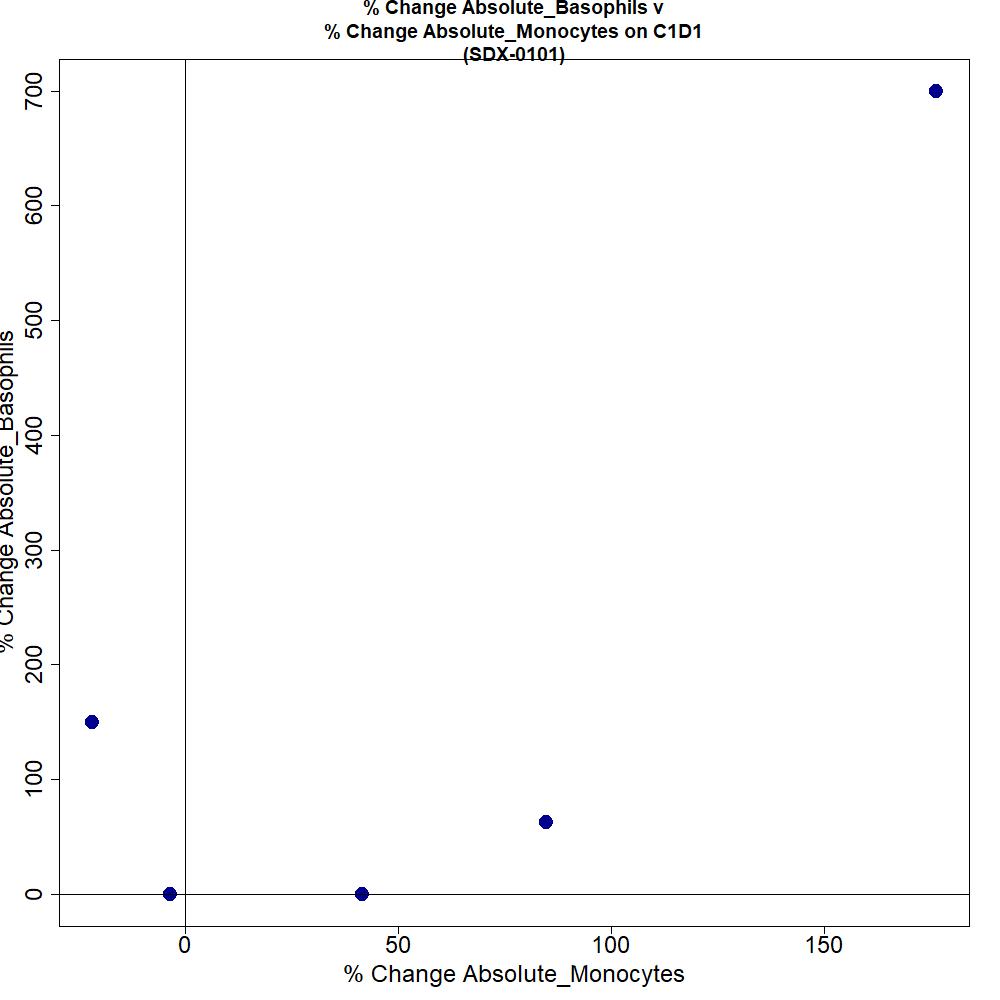 % Change Absolute_Basophils v
% Change Absolute_Monocytes on C1D1
(SDX-0101)
% Change Absolute_Basophils
700
600
500
400
300
200
100
0
0 50 100 150
% Change Absolute_Monocytes